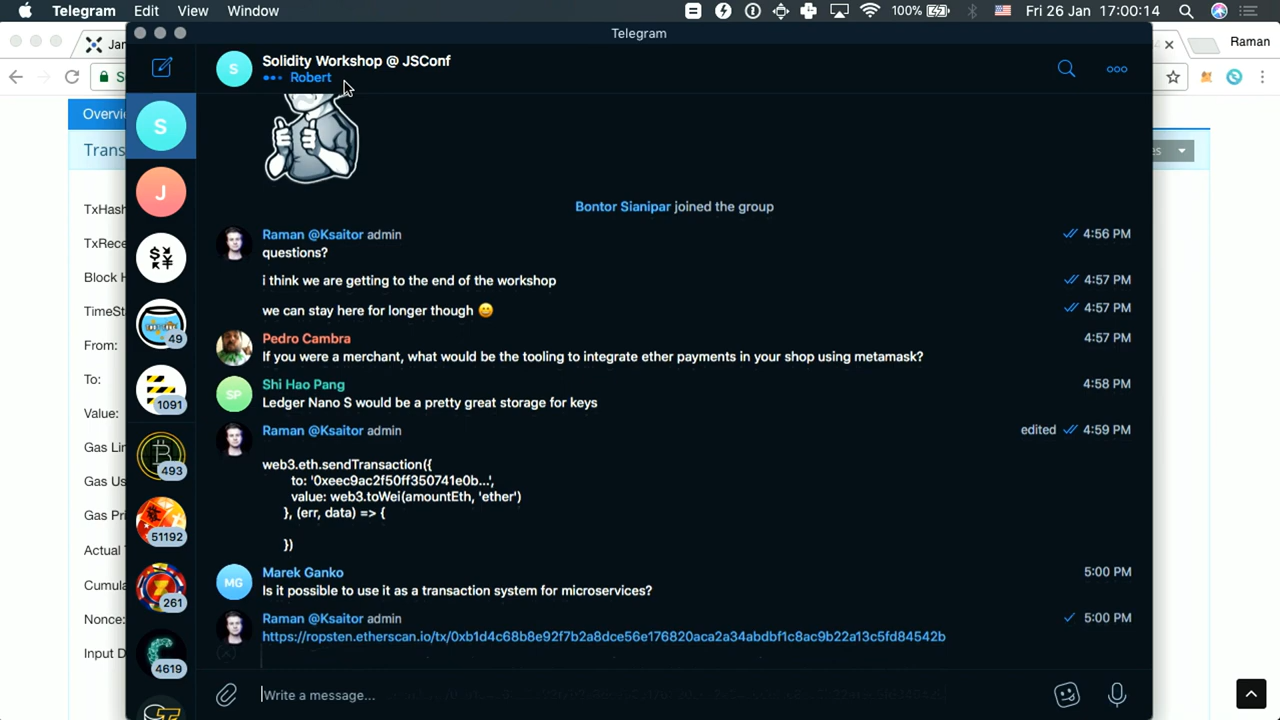 Telegram Edit View Window 100% Fri 26 Jan 17:00:14
Telegram
Jar
Raman
S
Solidity Workshop @ JSConf
Robert
S
Overv
Trans
es
J
Bontor Sianipar joined the group
TxHash
Raman @Ksaitor admin 4:56 PM
questions?
TxRece
Block H
i think we are getting to the end of the workshop 4:57 PM
TimeSt
we can stay here for longer though 4:57 PM
49
From:
Pedro Cambra 4:57 PM
If you were a merchant, what would be the tooling to integrate ether payments in your shop using metamask?
To:
Shi Hao Pang 4:58 PM
SP
Ledger Nano S would be a pretty great storage for keys
1091
Value:
Raman @Ksaitor admin edited 4:59 PM
Gas Lin
web3.eth.sendTransaction({
493
to: '0xeec9ac2f50ff350741e0b...',
Gas Us
value: web3.toWei(amountEth, 'ether')
Gas Pri
}, (err, data) => {
51192
})
Actual
Marek Ganko 5:00 PM
MG
Is it possible to use it as a transaction system for microservices?
Cumula
261
Nonce:
Raman @Ksaitor admin 5:00 PM
https://ropsten.etherscan.io/tx/0xb1d4c68b8e92f7b2a8dce56e176820aca2a34abdbf1c8ac9b22a13c5fd84542b
Input D
4619
Write a message...